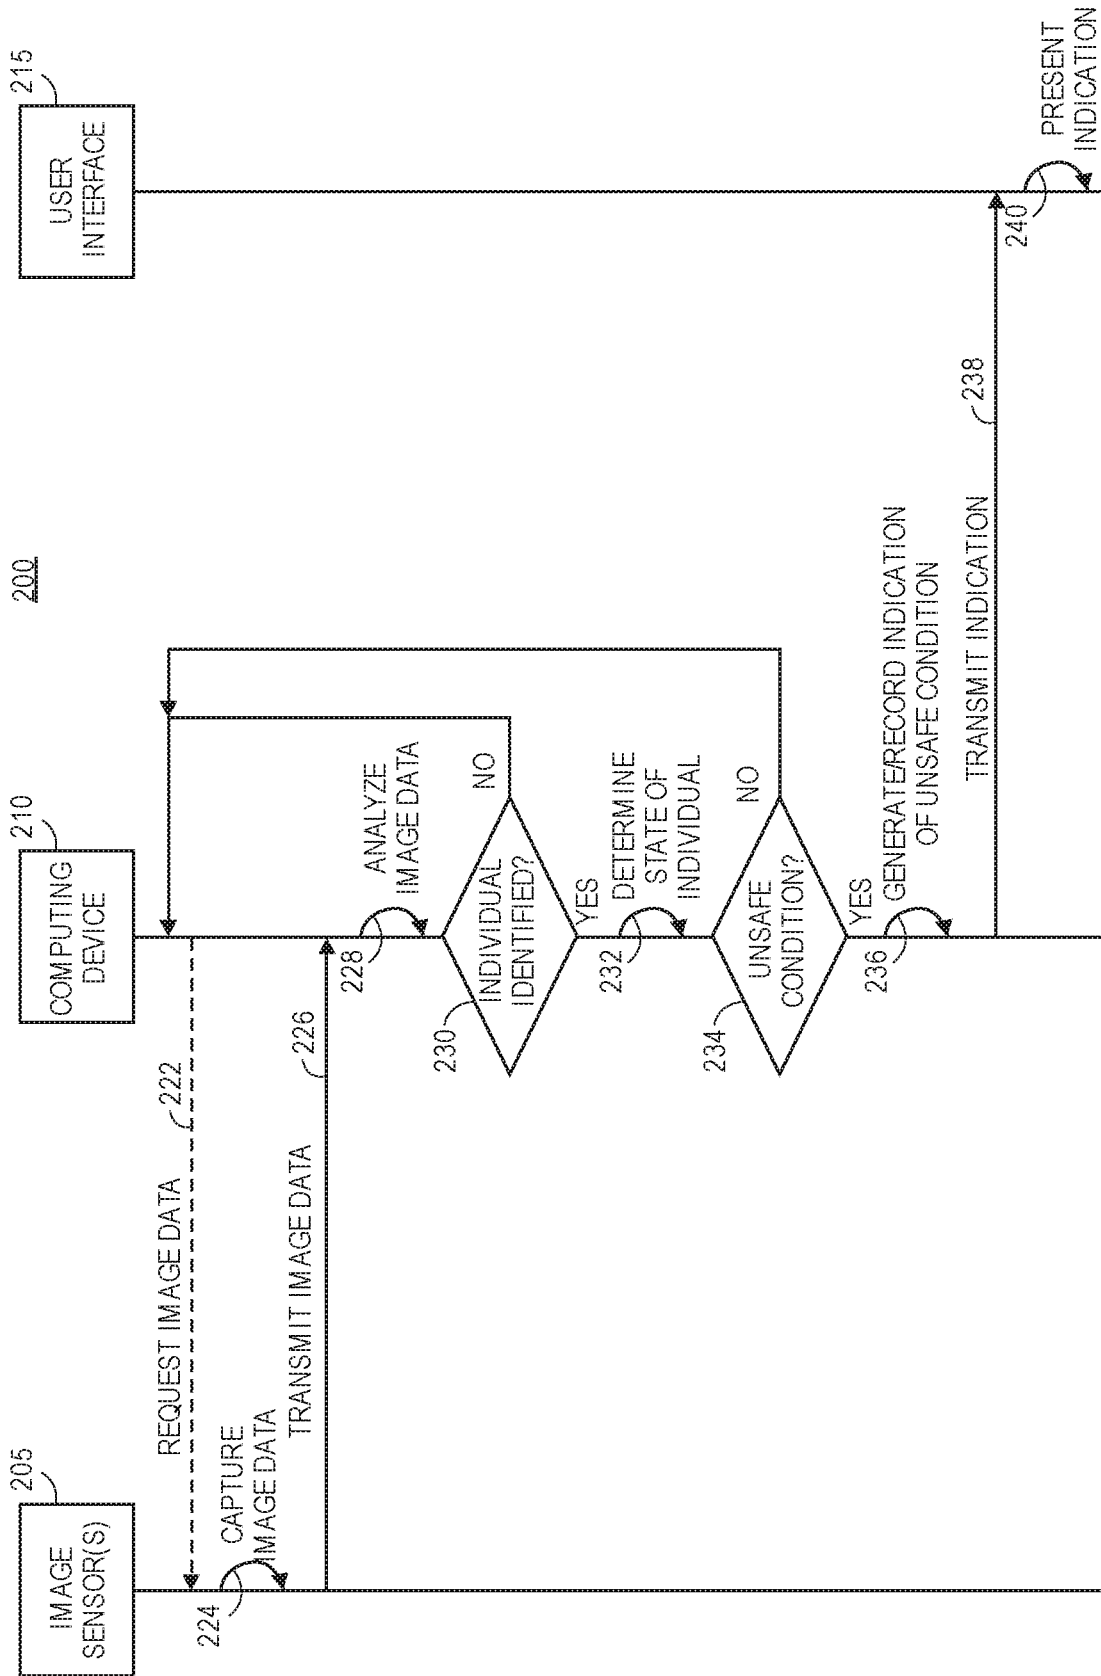 200
205
IMAGE
SENSOR(S)
210
COMPUTING
DEVICE
215
USER
INTERFACE
REQUEST IMAGE DATA
222
224
CAPTURE
IMAGE DATA
TRANSMIT IMAGE DATA
226
228
ANALYZE
IMAGE DATA
230
INDIVIDUAL
IDENTIFIED?
NO
YES
232
DETERMINE
STATE OF
INDIVIDUAL
234
UNSAFE
CONDITION?
NO
YES
236
GENERATE/RECORD INDICATION
OF UNSAFE CONDITION
TRANSMIT INDICATION
238
240
PRESENT
INDICATION